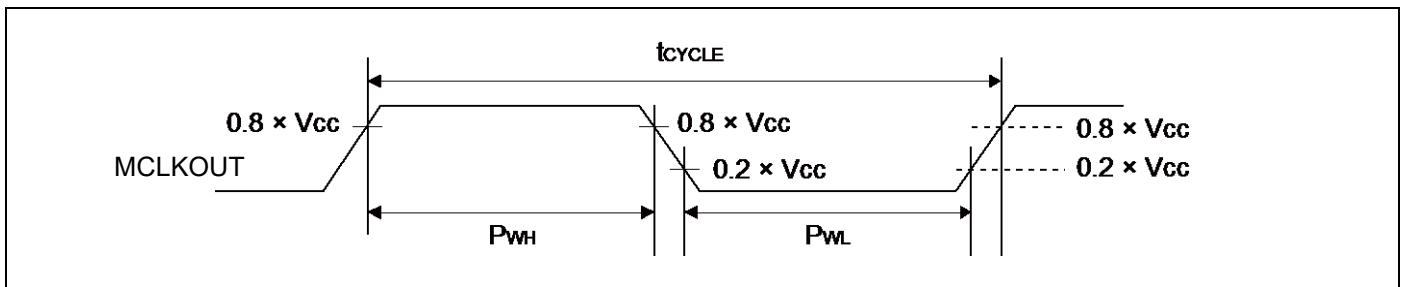 tCYCLE
0.8 × Vcc
0.8 × Vcc
0.8 × Vcc
MCLKOUT
0.2 × Vcc
0.2 × Vcc
PWH
PWL